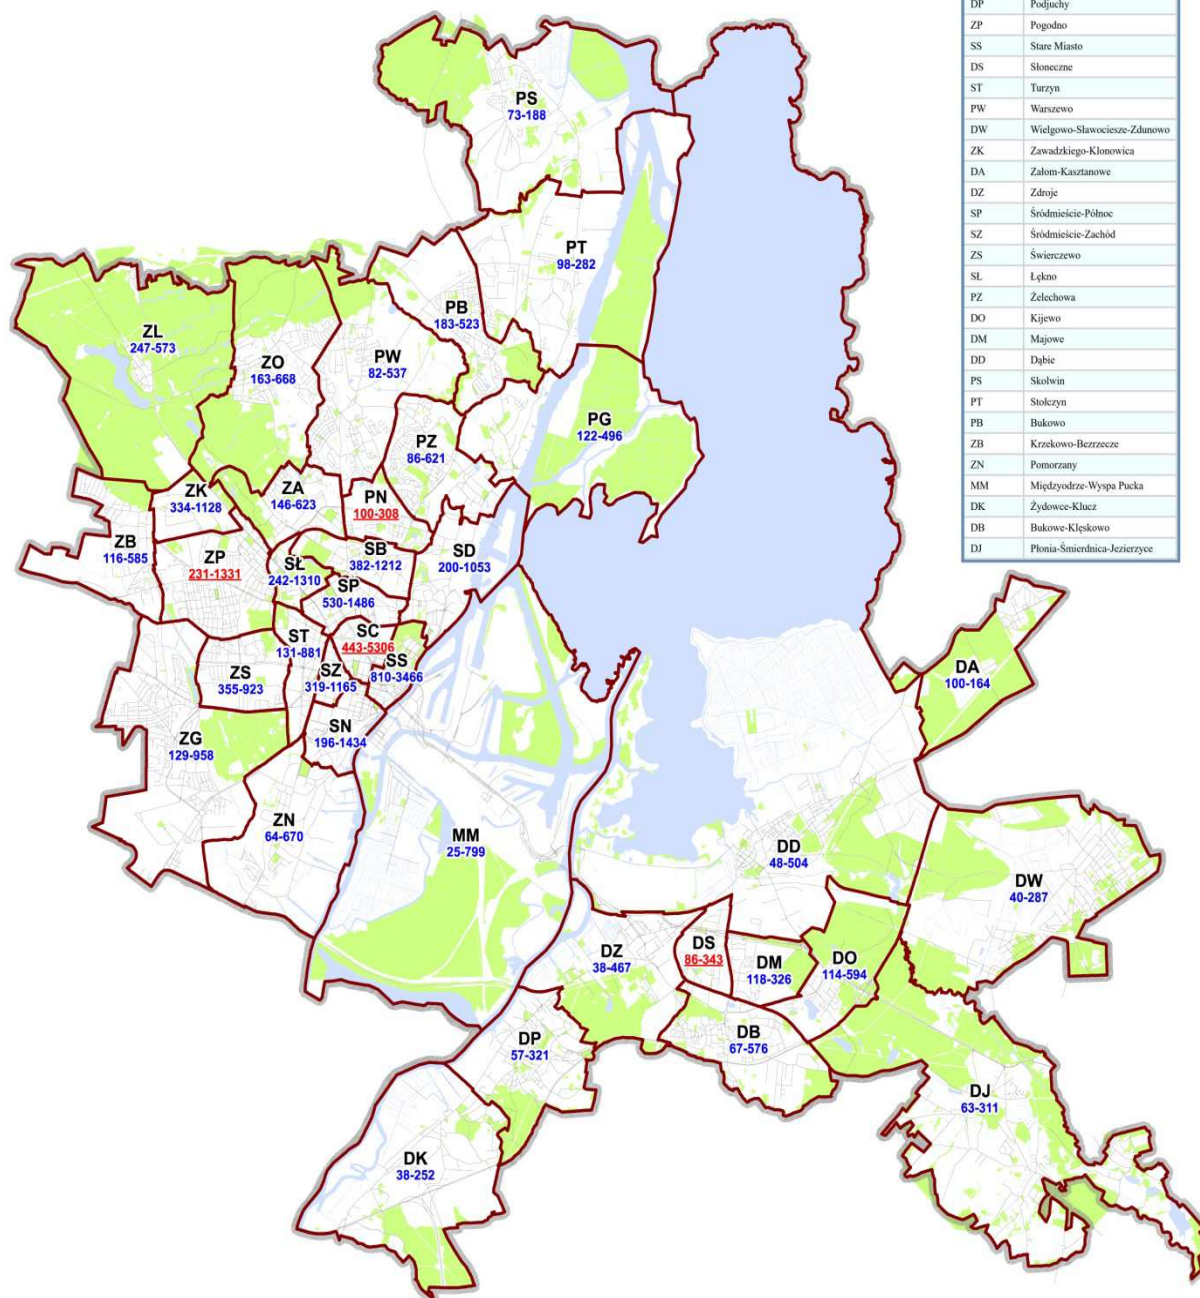 DP Podjuchy
ZP Pogodno
SS Stare Miasto
DS Słoneczne
ST Turzyn
PW Warszewo
DW Wielgowo-Sławociesze-Zdunowo
ZK Zawadzkiego-Klonowica
DA Załom-Kasztanowe
DZ Zdroje
SP Śródmieście-Północ
SZ Śródmieście-Zachód
ZS Świerczewo
SŁ Łękno
PZ Żelechowa
DO Kijewo
DM Majowe
DD Dąbie
PS Skolwin
PT Stołczyn
PB Bukowo
ZB Krzekowo-Bezrzecze
ZN Pomorzany
MM Międzyodrze-Wyspa Pucka
DK Żydowce-Klucz
DB Bukowe-Klęskowo
DJ Płonia-Śmierdnica-Jezierzyce
PS
73-188
PT
98-282
PB
183-523
ZL
247-573
ZO
163-668
PW
82-537
PG
122-496
PZ
86-621
ZK
334-1128
ZA
146-623
PN
100-308
ZB
116-585
ZP
231-1331
SŁ
242-1310
SB
382-1212
SD
200-1053
SP
530-1486
ST
131-881
SC
443-5306
SS
810-3466
ZS
355-923
SZ
319-1165
DA
100-164
SN
196-1434
ZG
129-958
ZN
64-670
MM
25-799
DD
48-504
DW
40-287
DZ
38-467
DS
86-343
DM
118-326
DO
114-594
DP
57-321
DB
67-576
DJ
63-311
DK
38-252